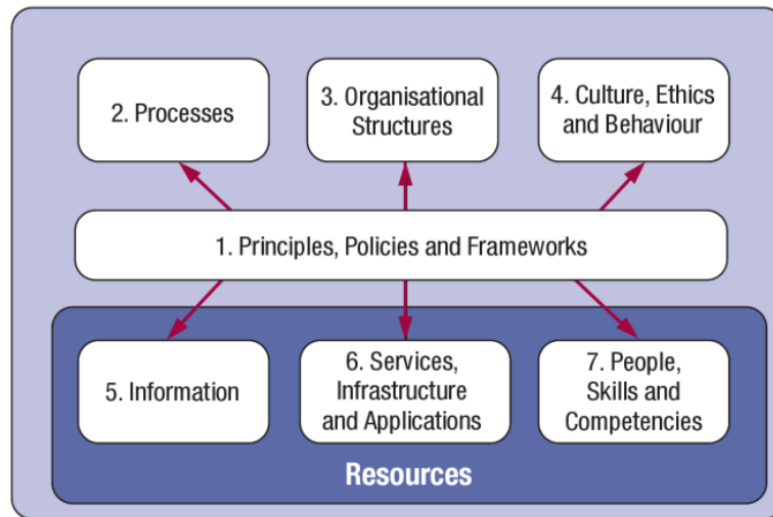 2. Processes
3. Organisational
Structures
4. Culture, Ethics
and Behaviour
1. Principles, Policies and Frameworks
5. Information
6. Services,
Infrastructure
and Applications
7. People,
Skills and
Competencies
Resources